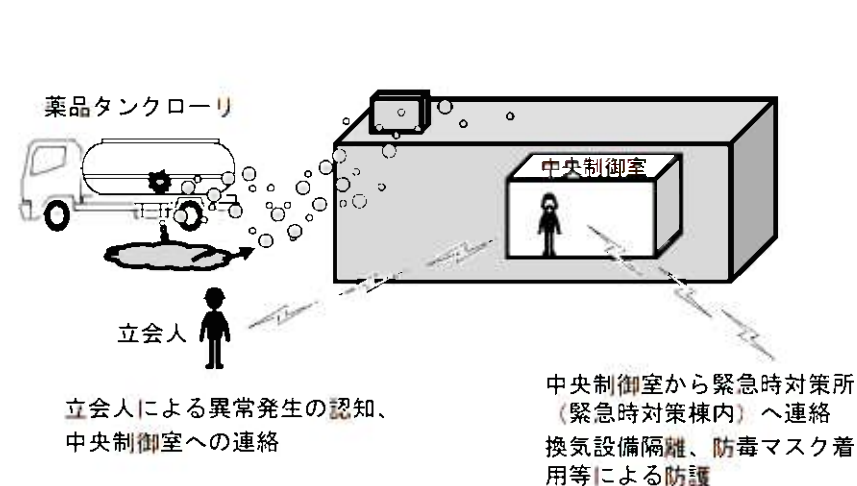 薬品タンクローリ
中央制御室
立会人
立会人による異常発生の認知、
中央制御室への連絡
中央制御室から緊急時対策所
（緊急時対策棟内）へ連絡
換気設備隔離、防毒マスク着
用等による防護